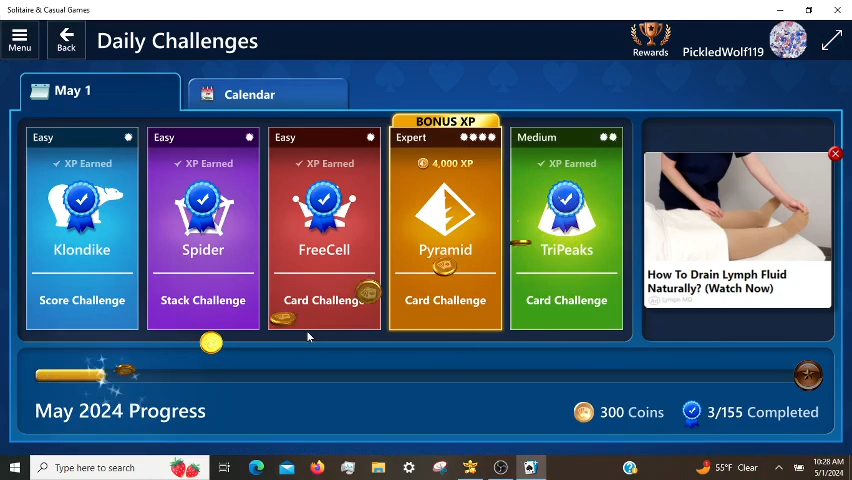 Solitaire & Casual Games
Menu
Back
Daily Challenges
Rewards
PickledWolf119
May 1
Calendar
BONUS XP
Easy
XP Earned
Klondike
Score Challenge
Easy
XP Earned
Spider
Stack Challenge
Easy
XP Earned
FreeCell
Card Challenge
Expert
4,000 XP
Pyramid
Card Challenge
Medium
XP Earned
TriPeaks
Card Challenge
How To Drain Lymph Fluid
Naturally? (Watch Now)
Ad Lymph MD
May 2024 Progress
300 Coins
3/155 Completed
Type here to search
55°F Clear
10:28 AM
5/1/2024